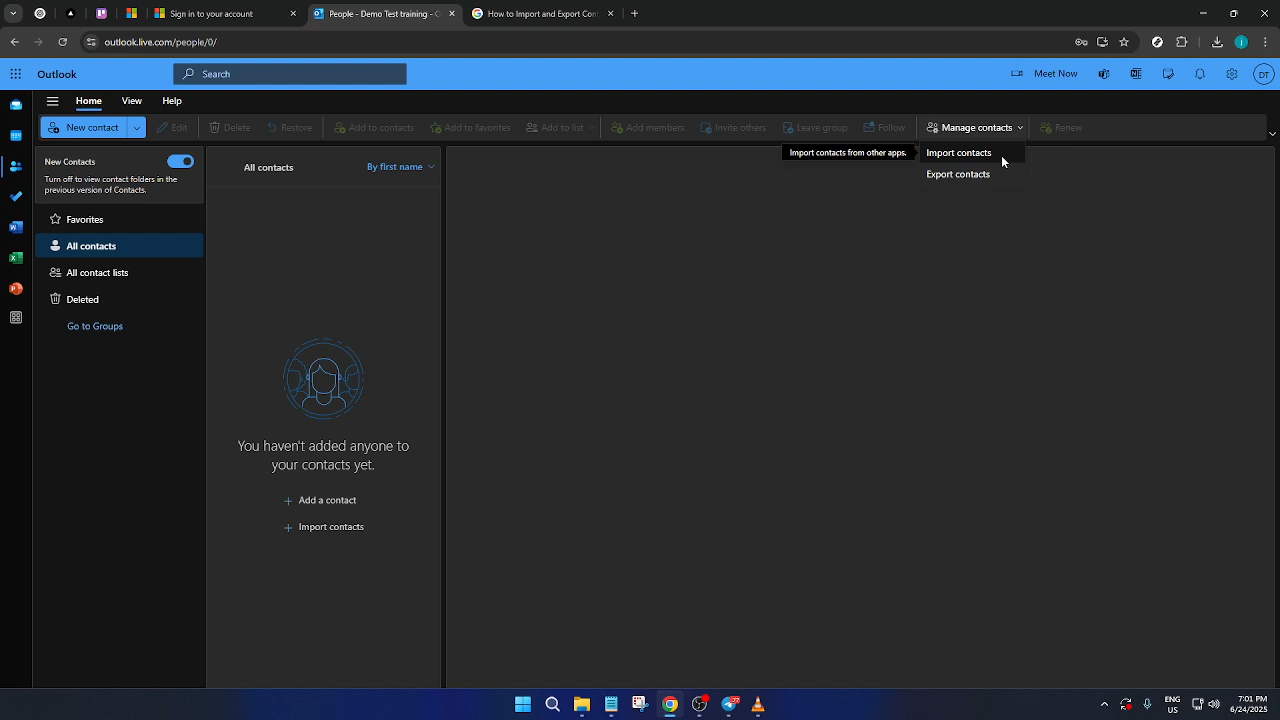 Sign in to your account
People - Demo Test training - C
How to Import and Export Con
outlook.live.com/people/0/
Outlook
Search
Meet Now
DT
Home
View
Help
New contact
Edit
Delete
Restore
Add to contacts
Add to favorites
Add to list
Add members
Invite others
Leave group
Follow
Manage contacts
Renew
Import contacts from other apps.
Import contacts
Export contacts
New Contacts
Turn off to view contact folders in the
previous version of Contacts.
Favorites
All contacts
All contact lists
Deleted
Go to Groups
All contacts
By first name
You haven't added anyone to
your contacts yet.
Add a contact
Import contacts
ENG
US
7:01 PM
6/24/2025